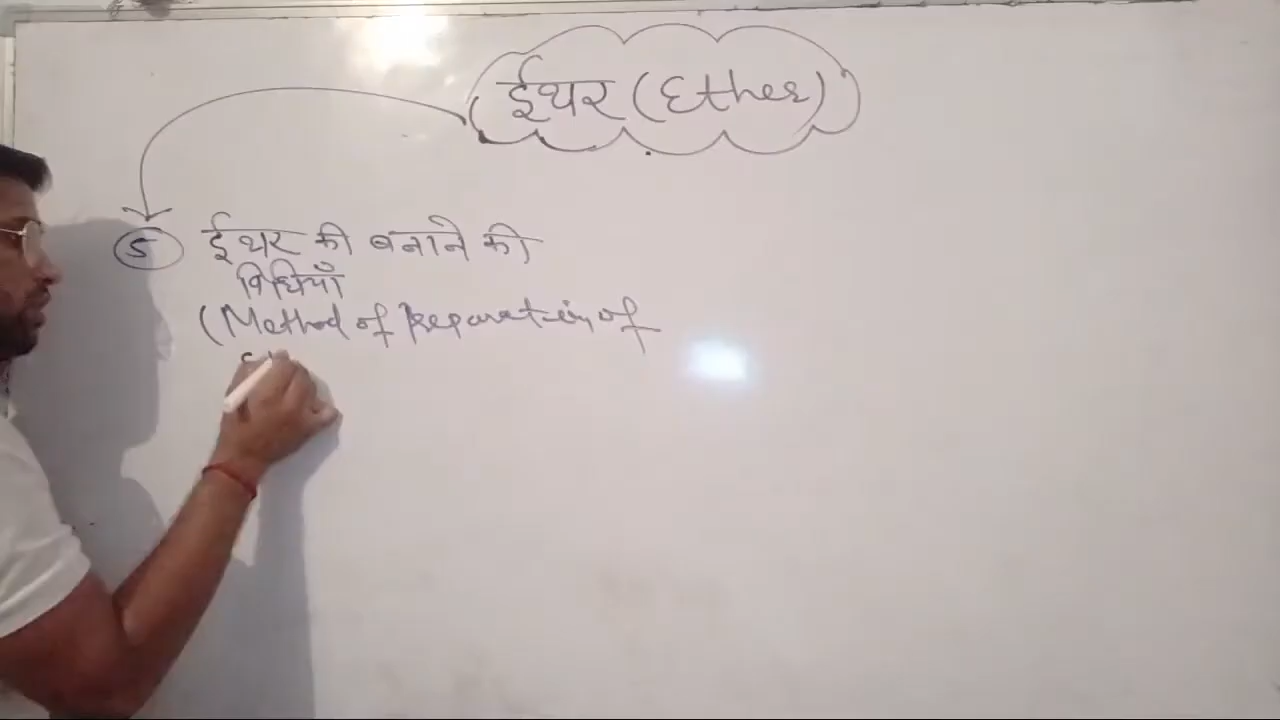 ईथर (Ether)
5 ईथर की बनाने की
विधियाँ
(Method of Preparation of